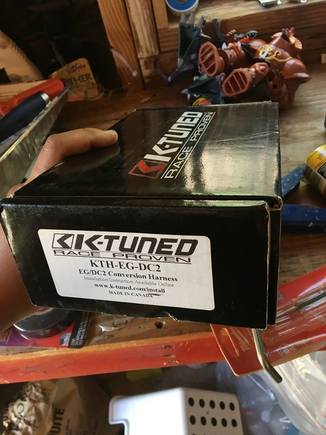 K-TUNED
RACE PROVEN
K-TUNED
RACE PROVEN
KTH-EG-DC2
EG/DC2 Conversion Harness
Installation Instruction Available Online
www.k-tuned.com/install
MADE IN CANADA